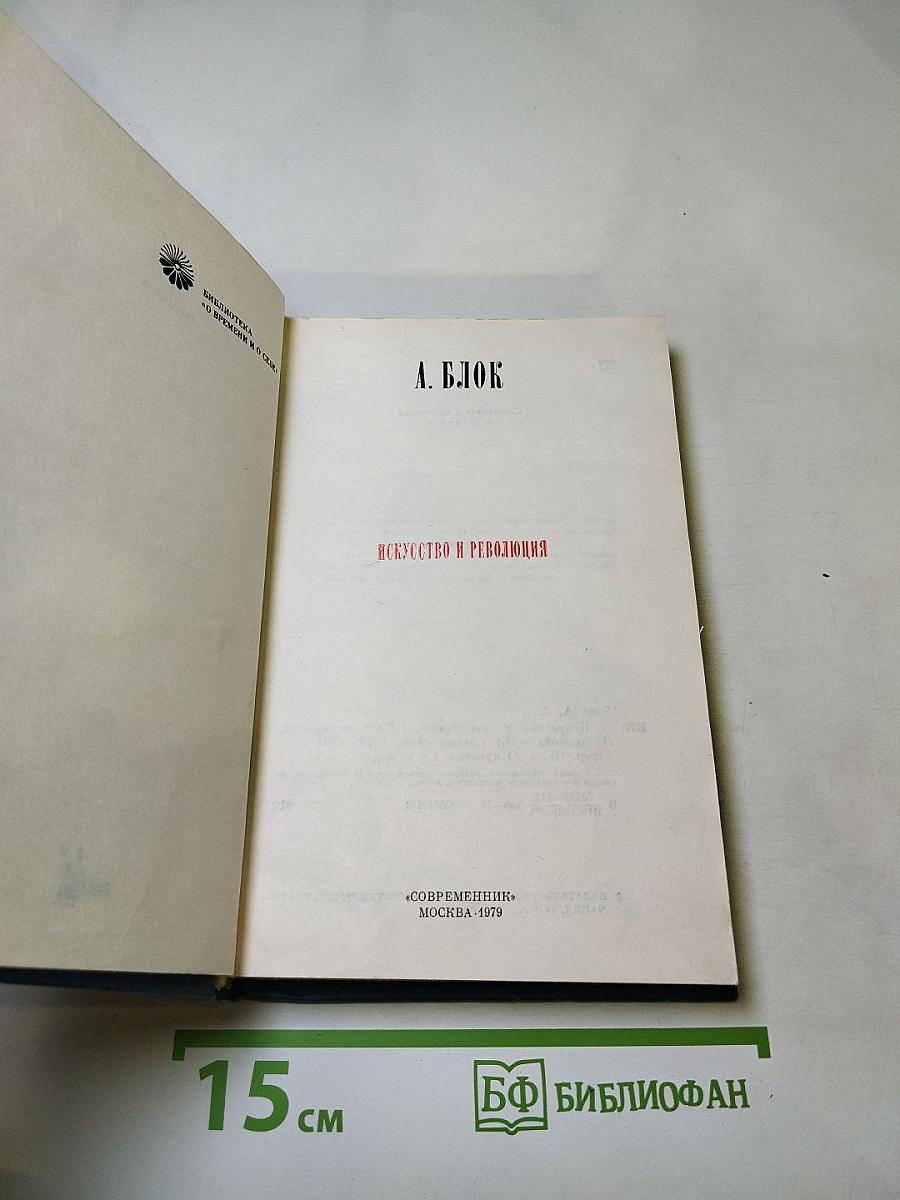 БИБЛИОТЕКА
«О ВРЕМЕНИ И О СЕБЕ»
А. БЛОК
ИСКУССТВО И РЕВОЛЮЦИЯ
«СОВРЕМЕННИК»
МОСКВА·1979
15 см
БФ БИБЛИОФАН